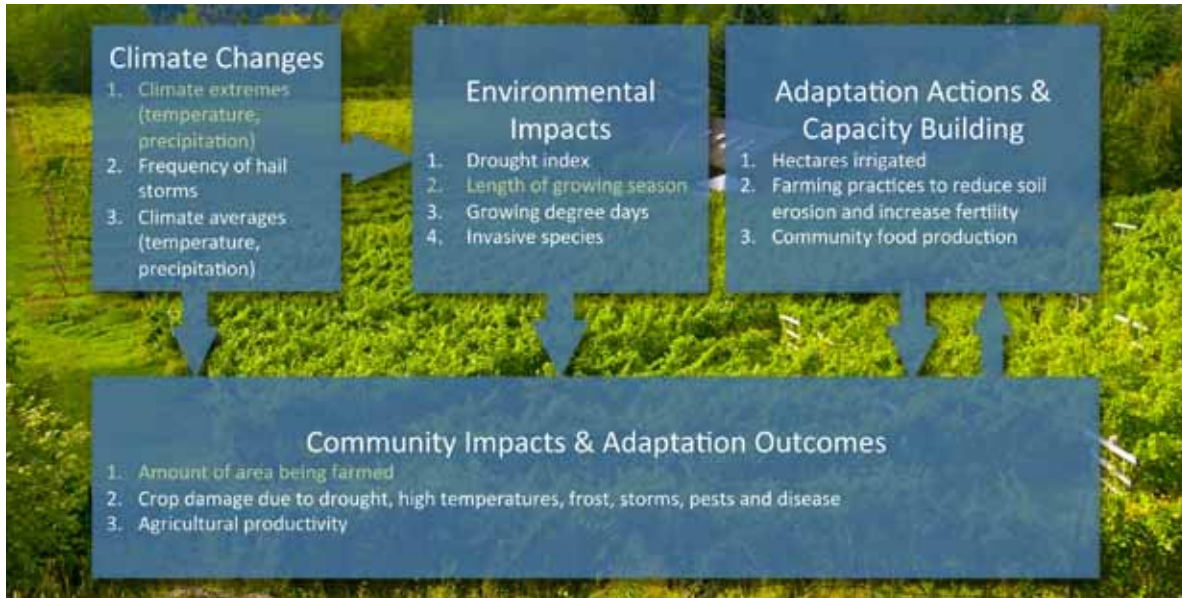 Climate Changes
1. Climate extremes
(temperature,
precipitation)
2. Frequency of hail
storms
3. Climate averages
(temperature,
precipitation)
Environmental
Impacts
1. Drought index
2. Length of growing season
3. Growing degree days
4. Invasive species
Adaptation Actions &
Capacity Building
1. Hectares irrigated
2. Farming practices to reduce soil
erosion and increase fertility
3. Community food production
Community Impacts & Adaptation Outcomes
1. Amount of area being farmed
2. Crop damage due to drought, high temperatures, frost, storms, pests and disease
3. Agricultural productivity